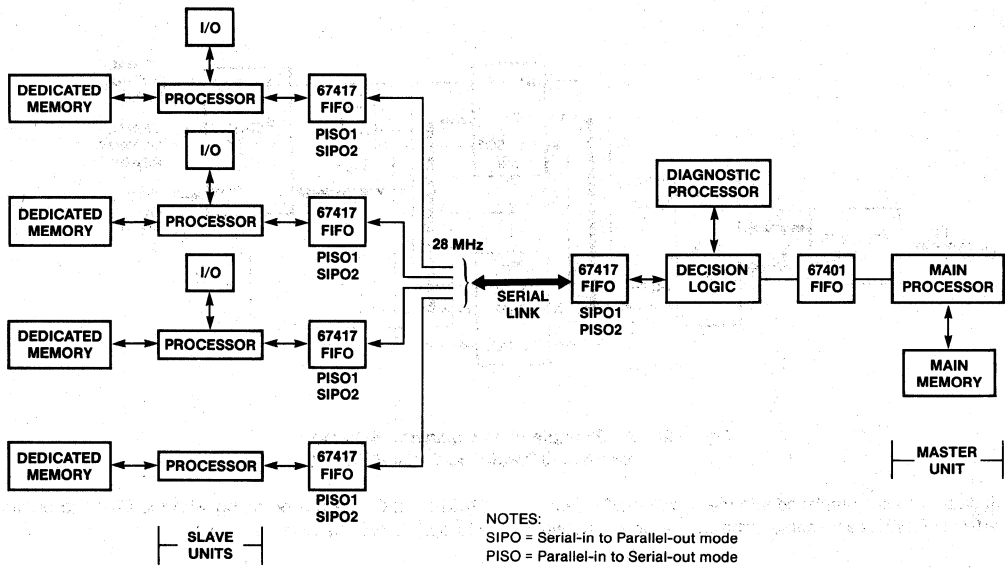 I/O
DEDICATED
MEMORY
PROCESSOR
67417
FIFO
PISO1
SIPO2
I/O
DEDICATED
MEMORY
PROCESSOR
67417
FIFO
PISO1
SIPO2
I/O
DEDICATED
MEMORY
PROCESSOR
67417
FIFO
PISO1
SIPO2
DEDICATED
MEMORY
PROCESSOR
67417
FIFO
PISO1
SIPO2
SLAVE
UNITS
28 MHz
SERIAL
LINK
67417
FIFO
SIPO1
PISO2
DIAGNOSTIC
PROCESSOR
DECISION
LOGIC
67401
FIFO
MAIN
PROCESSOR
MAIN
MEMORY
MASTER
UNIT
NOTES:
SIPO = Serial-in to Parallel-out mode
PISO = Parallel-in to Serial-out mode